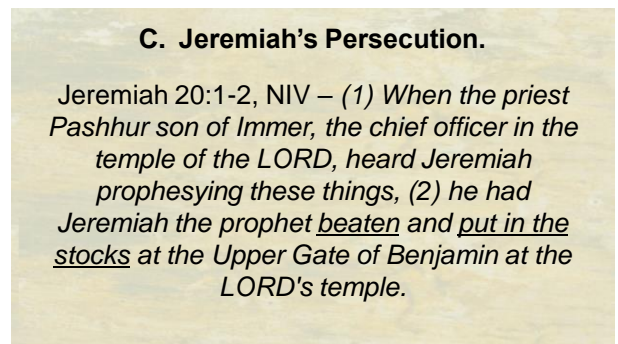 C. Jeremiah’s Persecution.
Jeremiah 20:1-2, NIV – (1) When the priest
Pashhur son of Immer, the chief officer in the
temple of the LORD, heard Jeremiah
prophesying these things, (2) he had
Jeremiah the prophet beaten and put in the
stocks at the Upper Gate of Benjamin at the
LORD's temple.